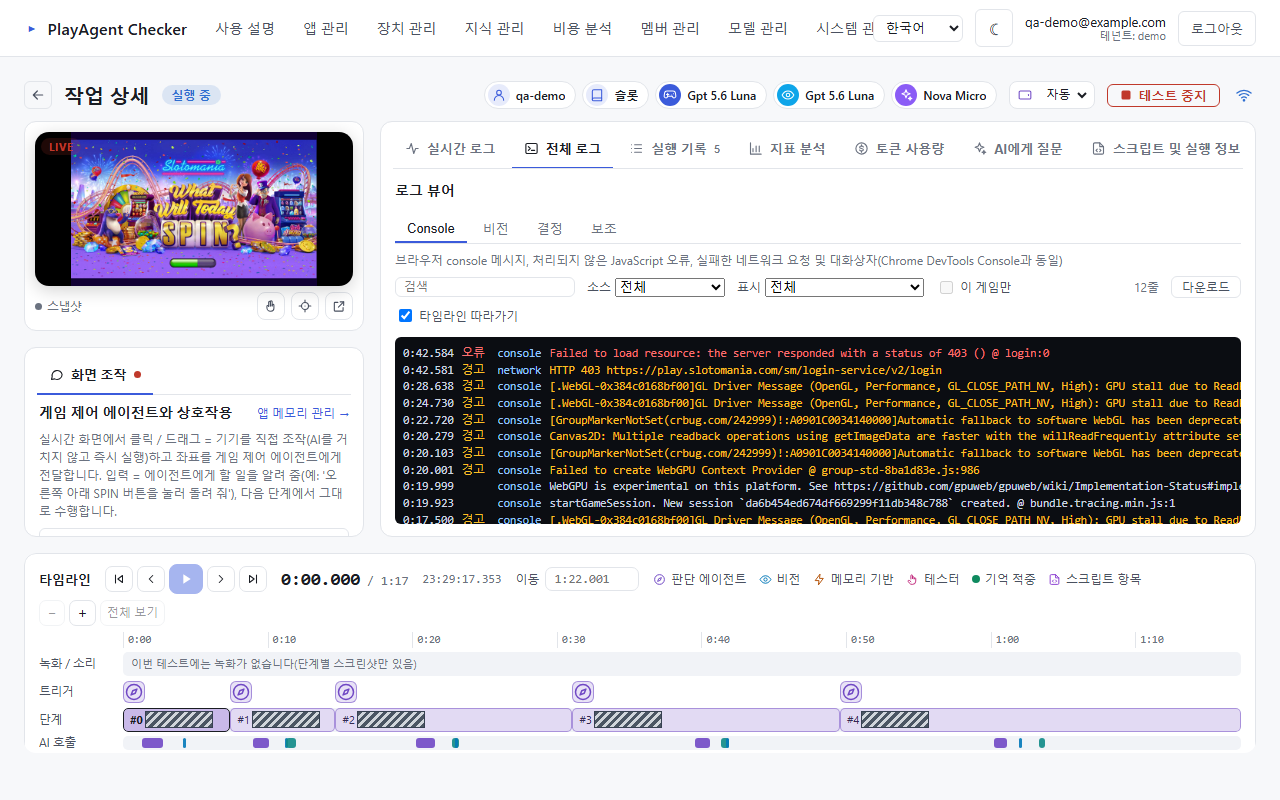 PlayAgent Checker 사용 설명 앱 관리 장치 관리 지식 관리 비용 분석 멤버 관리 모델 관리 시스템 관 한국어 qa-demo@example.com 로그아웃
테넌트: demo
작업 상세 실행 중 qa-demo 슬롯 Gpt 5.6 Luna Gpt 5.6 Luna Nova Micro 자동 테스트 중지
LIVE
Slotomania
What
Will Today
SPIN?
스냅샷
화면 조작
게임 제어 에이전트와 상호작용 앱 메모리 관리 →
실시간 화면에서 클릭 / 드래그 = 기기를 직접 조작(AI를 거
치지 않고 즉시 실행)하고 좌표를 게임 제어 에이전트에게
전달합니다. 입력 = 에이전트에게 할 일을 알려 줌(예: '오
른쪽 아래 SPIN 버튼을 눌러 돌려 줘'), 다음 단계에서 그대
로 수행합니다.
실시간 로그 전체 로그 실행 기록 5 지표 분석 토큰 사용량 AI에게 질문 스크립트 및 실행 정보
로그 뷰어
Console 비전 결정 보조
브라우저 console 메시지, 처리되지 않은 JavaScript 오류, 실패한 네트워크 요청 및 대화상자(Chrome DevTools Console과 동일)
검색 소스 전체 표시 전체 이 게임만 12줄 다운로드
타임라인 따라가기
0:42.584 오류 console Failed to load resource: the server responded with a status of 403 () @ login:0
0:42.581 경고 network HTTP 403 https://play.slotomania.com/sm/login-service/v2/login
0:28.638 경고 console [.WebGL-0x384c0168bf00]GL Driver Message (OpenGL, Performance, GL_CLOSE_PATH_NV, High): GPU stall due to Read
0:24.730 경고 console [.WebGL-0x384c0168bf00]GL Driver Message (OpenGL, Performance, GL_CLOSE_PATH_NV, High): GPU stall due to Read
0:22.720 경고 console [GroupMarkerNotSet(crbug.com/242999)!:A0901C0034140000]Automatic fallback to software WebGL has been deprecate
0:20.279 경고 console Canvas2D: Multiple readback operations using getImageData are faster with the willReadFrequently attribute set
0:20.103 경고 console [GroupMarkerNotSet(crbug.com/242999)!:A0901C0034140000]Automatic fallback to software WebGL has been deprecate
0:20.001 경고 console Failed to create WebGPU Context Provider @ group-std-8ba1d83e.js:986
0:19.999 console WebGPU is experimental on this platform. See https://github.com/gpuweb/gpuweb/wiki/Implementation-Status#imple
0:19.923 console startGameSession. New session `da6b454ed674df669299f11db348c788` created. @ bundle.tracing.min.js:1
0:17.500 경고 console [.WebGL-0x384c0168bf00]GL Driver Message (OpenGL, Performance, GL_CLOSE_PATH_NV, High): GPU stall due to Read
타임라인 0:00.000 / 1:17 23:29:17.353 이동 1:22.001 판단 에이전트 비전 메모리 기반 테스터 기억 적중 스크립트 항목
− + 전체 보기
0:00 0:10 0:20 0:30 0:40 0:50 1:00 1:10
녹화 / 소리 이번 테스트에는 녹화가 없습니다(단계별 스크린샷만 있음)
트리거
단계 #0 #1 #2 #3 #4
AI 호출